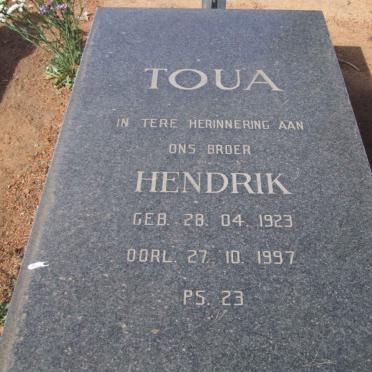 TOUA
IN TERE HERINNERING AAN
ONS BROER
HENDRIK
GEB. 28. 04. 1923
OORL. 27. 10. 1997
PS. 23